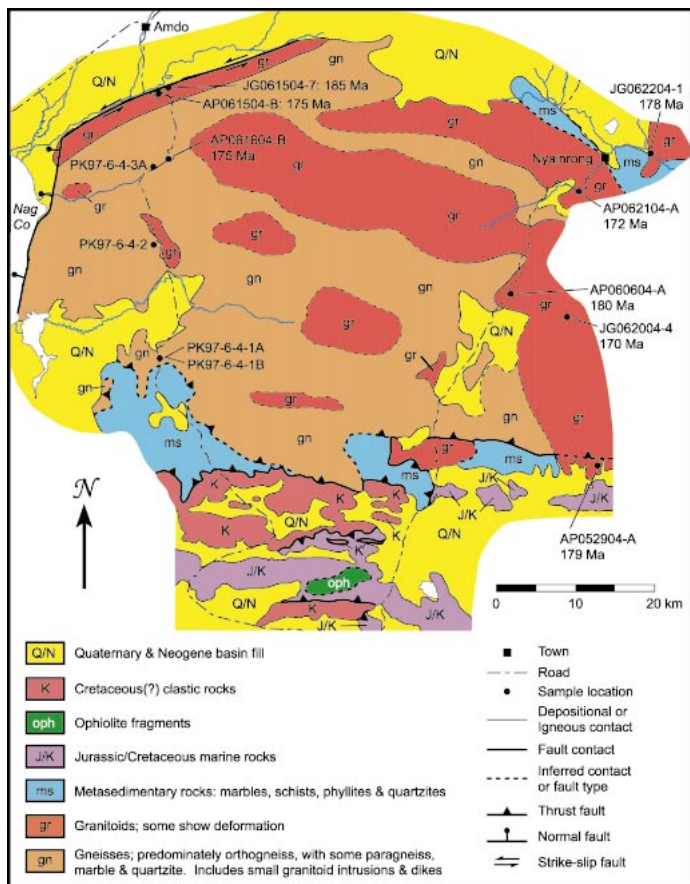 Amdo
Q/N
gr
JG061504-7: 185 Ma
AP061504-B: 175 Ma
gn
Q/N
ms
JG062204-1
178 Ma
gr
gr
AP061604-B
175 Ma
PK97-6-4-3A
gr
gn
Nyainrong
ms
gr
gr
gr
AP062104-A
172 Ma
Nag
Co
PK97-6-4-2
gr
gr
gn
gn
gn
AP060604-A
180 Ma
gr
JG062004-4
170 Ma
gr
Q/N
Q/N
gn
PK97-6-4-1A
PK97-6-4-1B
gr
gn
gr
gn
gn
gr
ms
gr
ms
ms
K
K
K
J/K
J/K
J/K
K
Q/N
K
Q/N
AP052904-A
179 Ma
K
J/K
oph
Q/N
K
J/K
J/K
N
0 10 20 km
Q/N Quaternary & Neogene basin fill
K Cretaceous(?) clastic rocks
oph Ophiolite fragments
J/K Jurassic/Cretaceous marine rocks
ms Metasedimentary rocks: marbles, schists, phyllites & quartzites
gr Granitoids; some show deformation
gn Gneisses; predominately orthogneiss, with some paragneiss,
marble & quartzite. Includes small granitoid intrusions & dikes
Town
Road
Sample location
Depositional or
Igneous contact
Fault contact
Inferred contact
or fault type
Thrust fault
Normal fault
Strike-slip fault